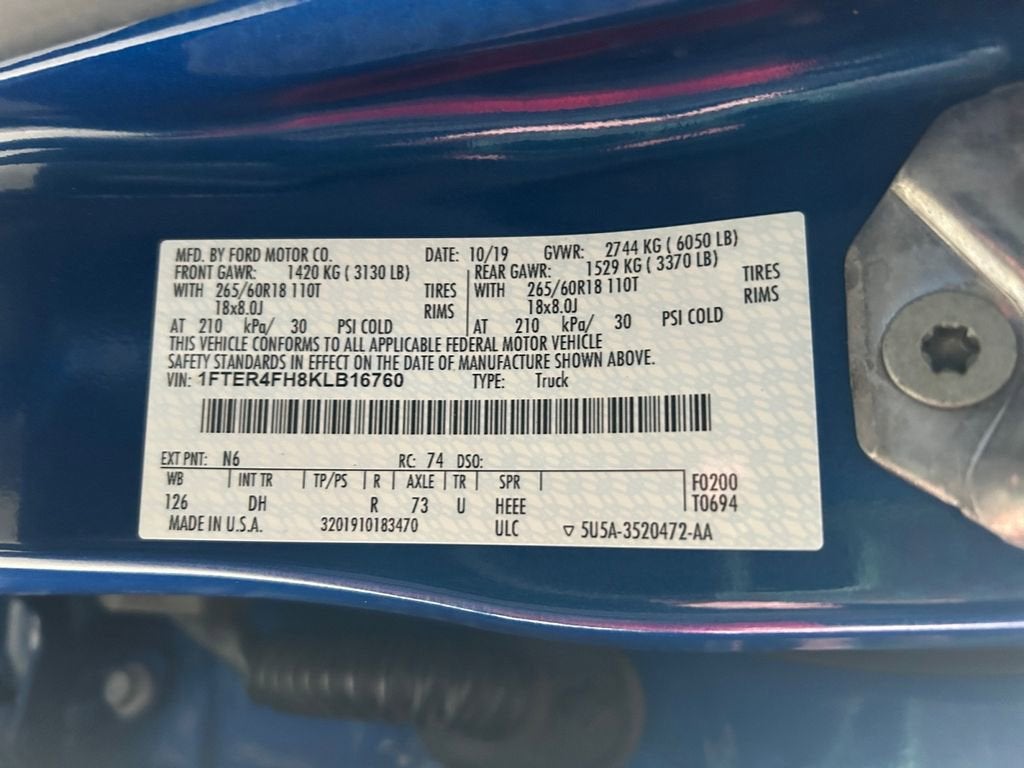 MFD. BY FORD MOTOR CO. DATE: 10/19 GVWR: 2744 KG ( 6050 LB)
FRONT GAWR: 1420 KG ( 3130 LB) REAR GAWR: 1529 KG ( 3370 LB)
WITH 265/60R18 110T TIRES WITH 265/60R18 110T TIRES
18x8.0J RIMS 18x8.0J RIMS
AT 210 kPa/ 30 PSI COLD AT 210 kPa/ 30 PSI COLD
THIS VEHICLE CONFORMS TO ALL APPLICABLE FEDERAL MOTOR VEHICLE
SAFETY STANDARDS IN EFFECT ON THE DATE OF MANUFACTURE SHOWN ABOVE.
VIN: 1FTER4FH8KLB16760 TYPE: Truck
EXT PNT: N6 RC: 74 DSO:
WB INT TR TP/PS R AXLE TR SPR F0200
126 DH R 73 U HEEE T0694
MADE IN U.S.A. 3201910183470 ULC ▽ 5U5A-3520472-AA